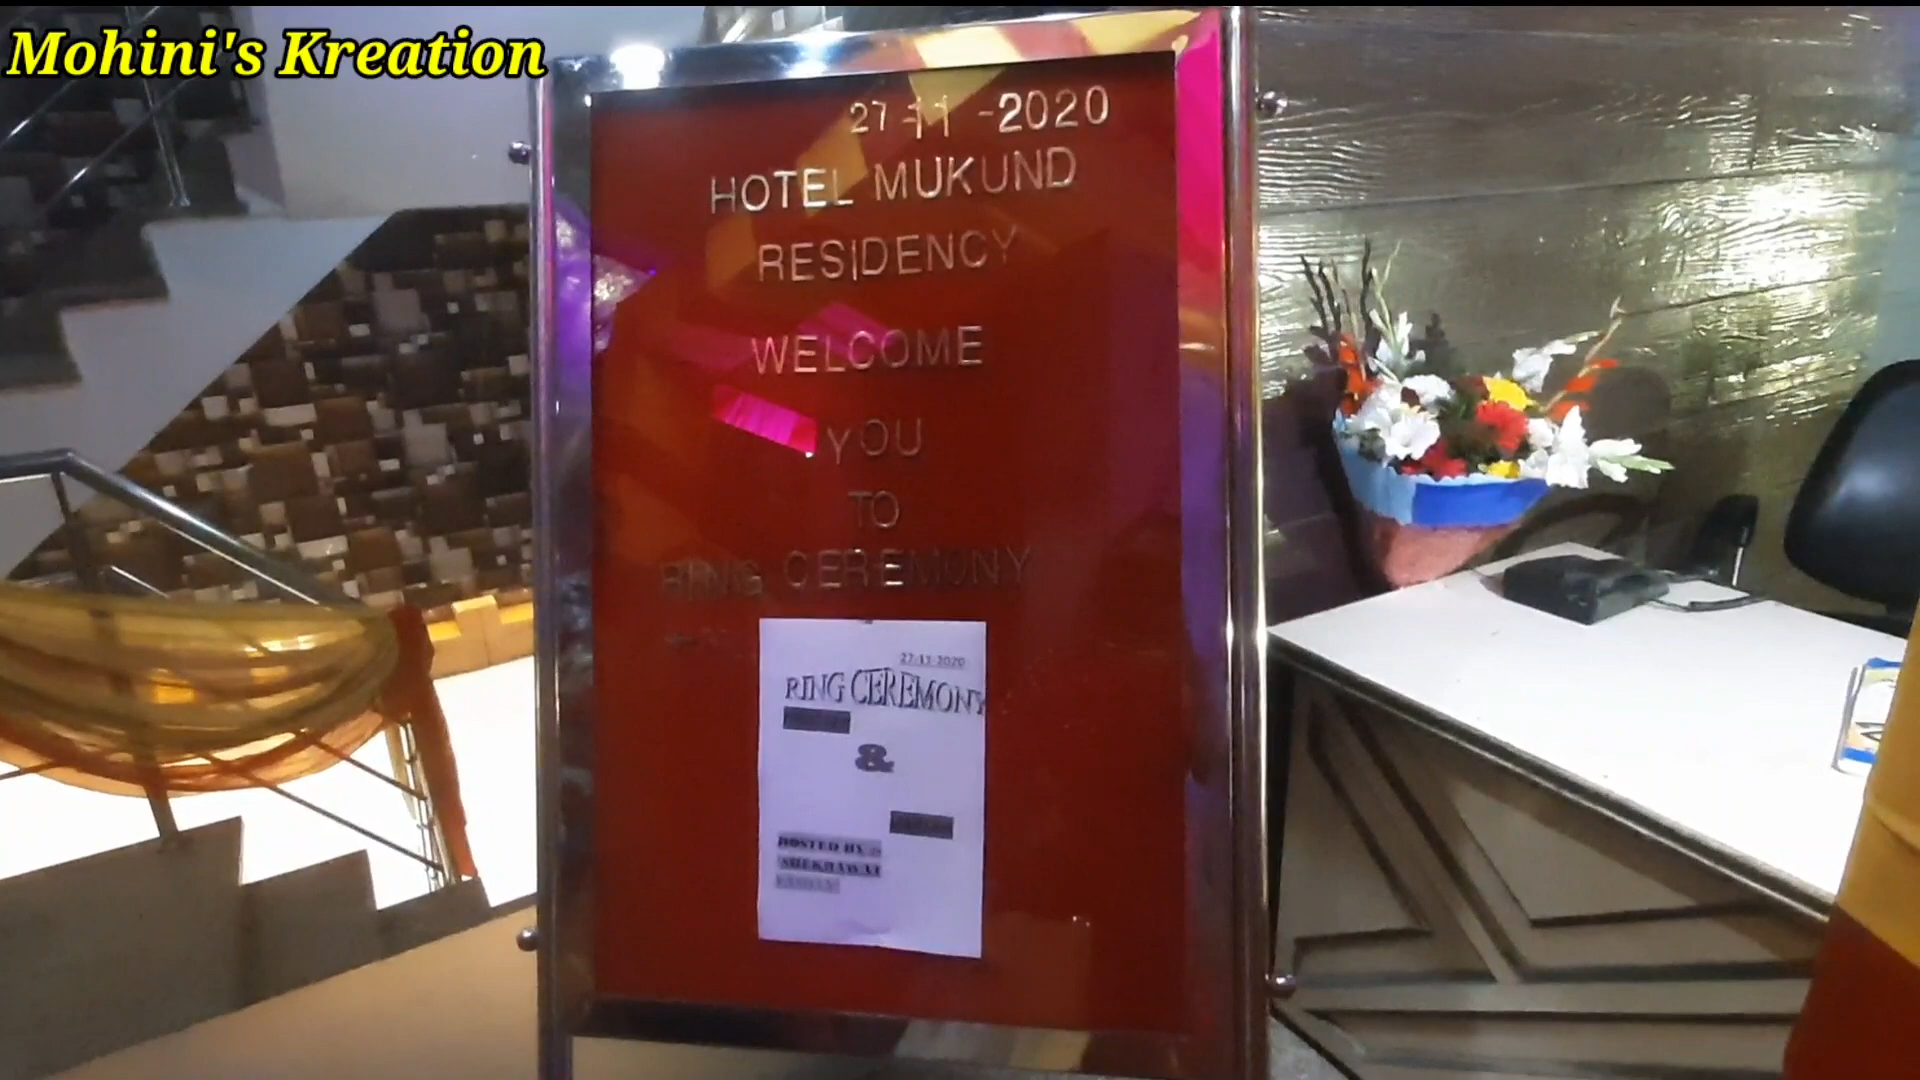 Mohini's Kreation
27-11-2020
HOTEL MUKUND
RESIDENCY
WELCOME
YOU
TO
RING CEREMONY
27-11-2020
RING CEREMONY
&
HOSTED BY :-
SHEKHAWAT